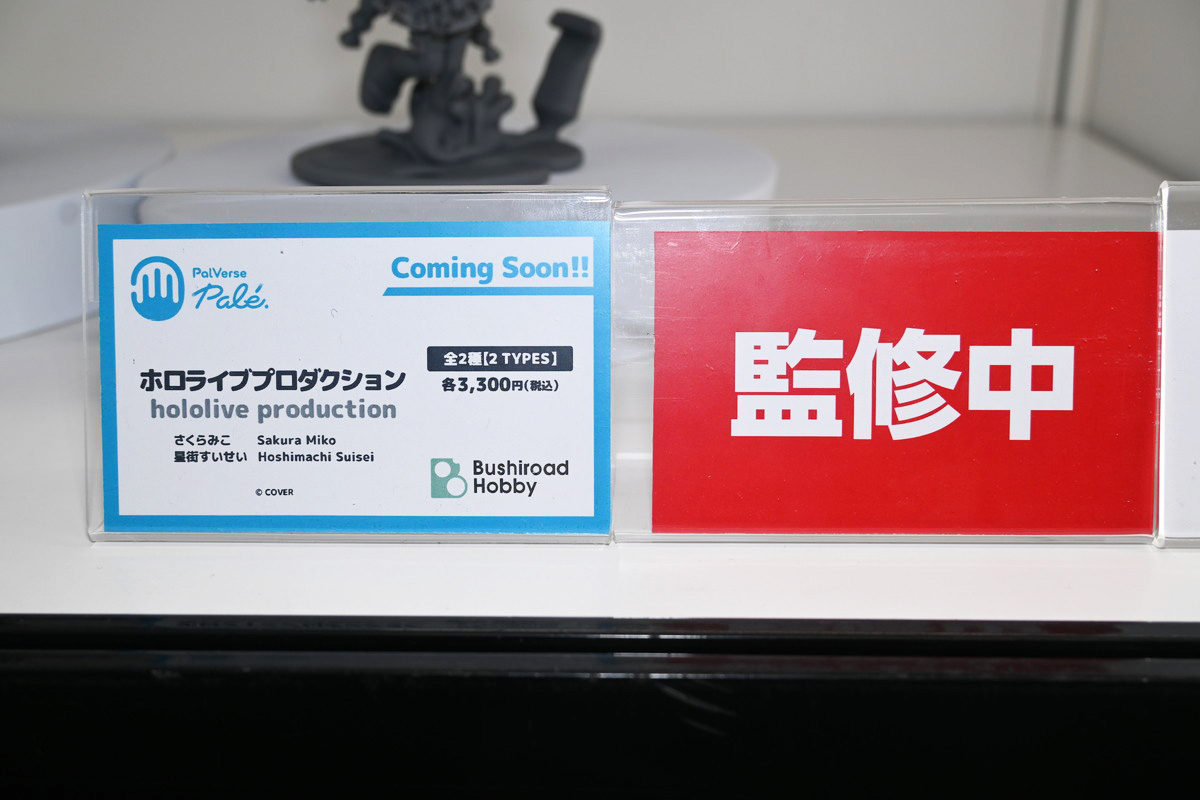 PalVerse
Palé.
Coming Soon!!
全2種【2 TYPES】
各3,300円(税込)
ホロライブプロダクション
hololive production
さくらみこ Sakura Miko
星街すいせい Hoshimachi Suisei
© COVER
Bushiroad
Hobby
監修中